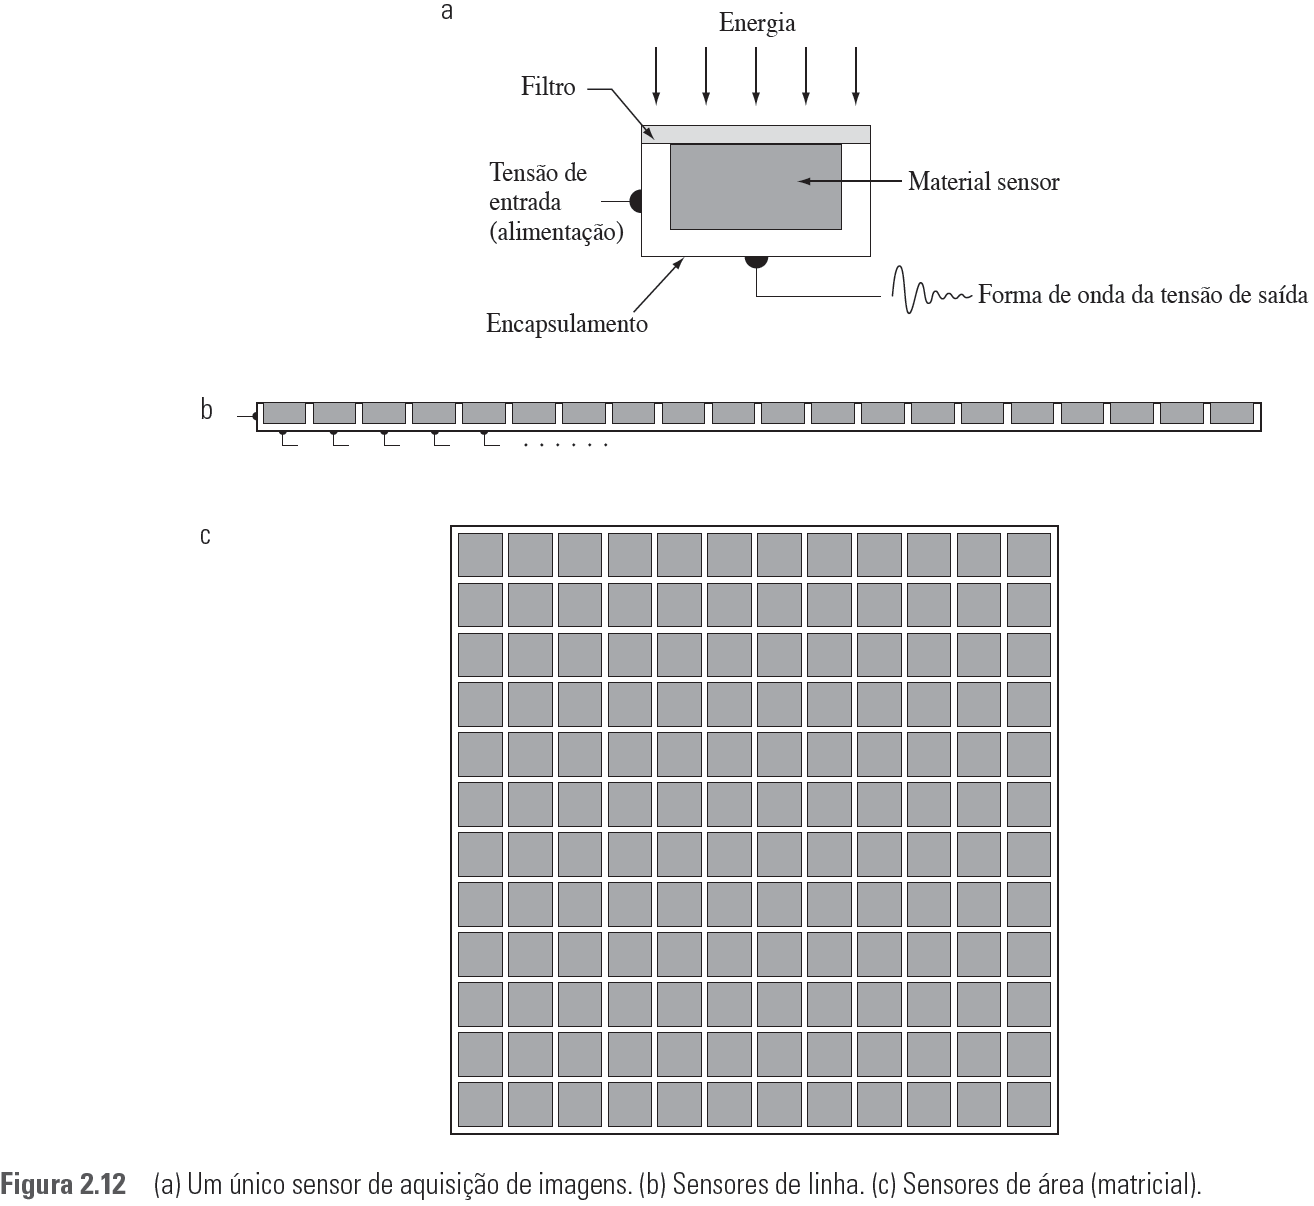 a
Energia
Filtro
Tensão de
entrada
(alimentação)
Material sensor
Forma de onda da tensão de saída
Encapsulamento
b
c
Figura 2.12 (a) Um único sensor de aquisição de imagens. (b) Sensores de linha. (c) Sensores de área (matricial).